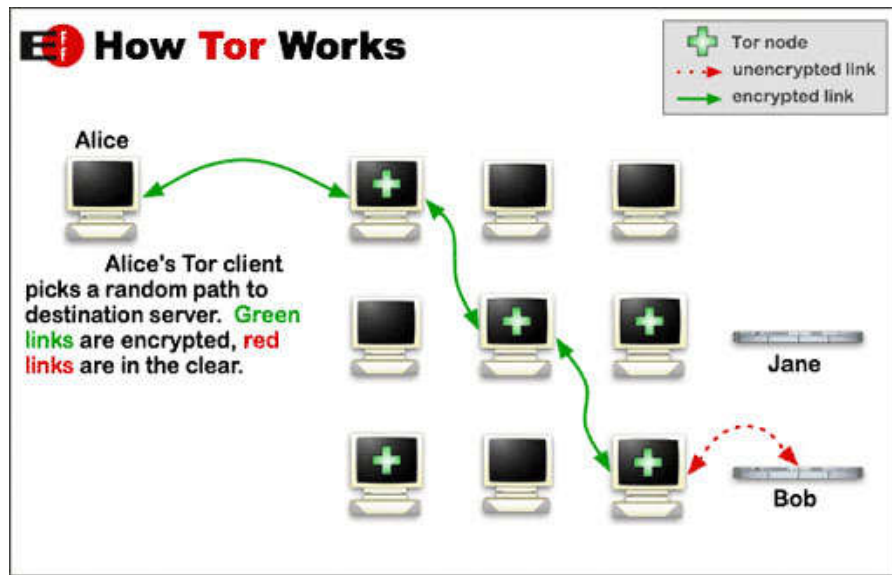 EFF How Tor Works
Tor node
unencrypted link
encrypted link
Alice
Alice's Tor client
picks a random path to
destination server. Green
links are encrypted, red
links are in the clear.
Jane
Bob